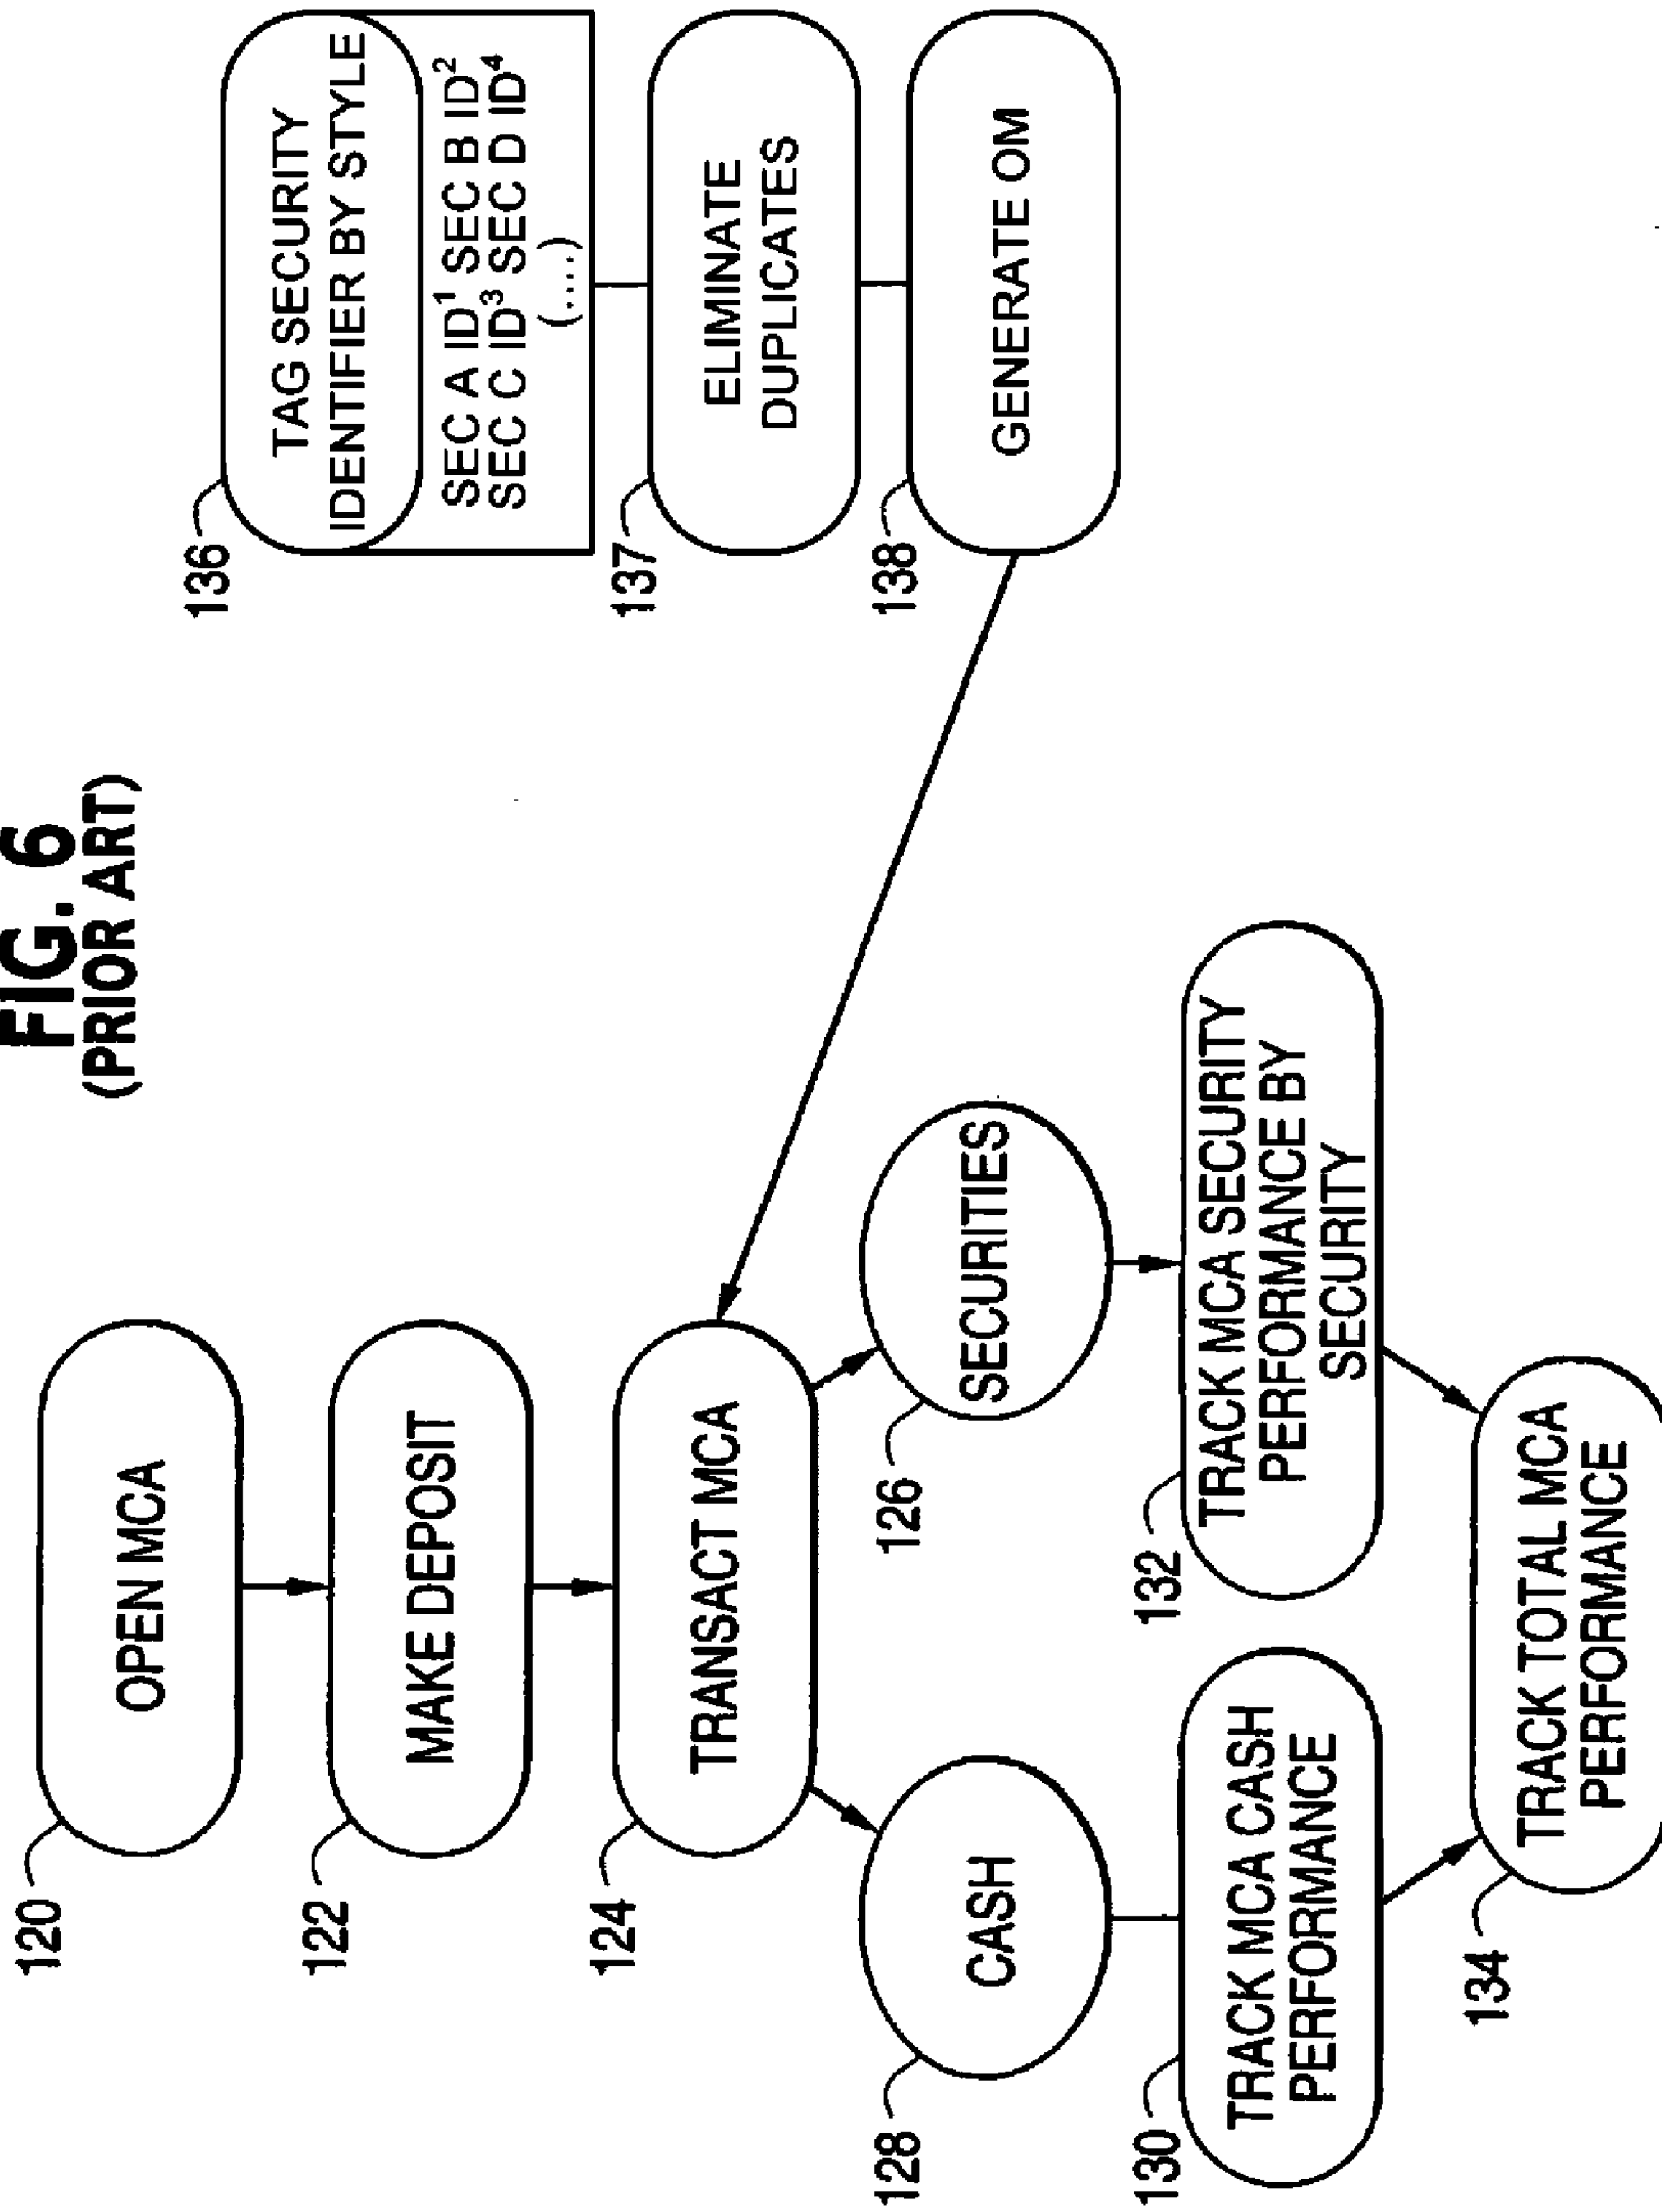 FIG. 6
(PRIOR ART)
120
OPEN MCA
122
MAKE DEPOSIT
124
TRANSACT MCA
128
CASH
126
SECURITIES
130
TRACK MCA CASH
PERFORMANCE
132
TRACK MCA SECURITY
PERFORMANCE BY
SECURITY
134
TRACK TOTAL MCA
PERFORMANCE
136
TAG SECURITY
IDENTIFIER BY STYLE
SEC A ID¹ SEC B ID²
SEC C ID³ SEC D ID⁴
(....)
137
ELIMINATE
DUPLICATES
138
GENERATE OM